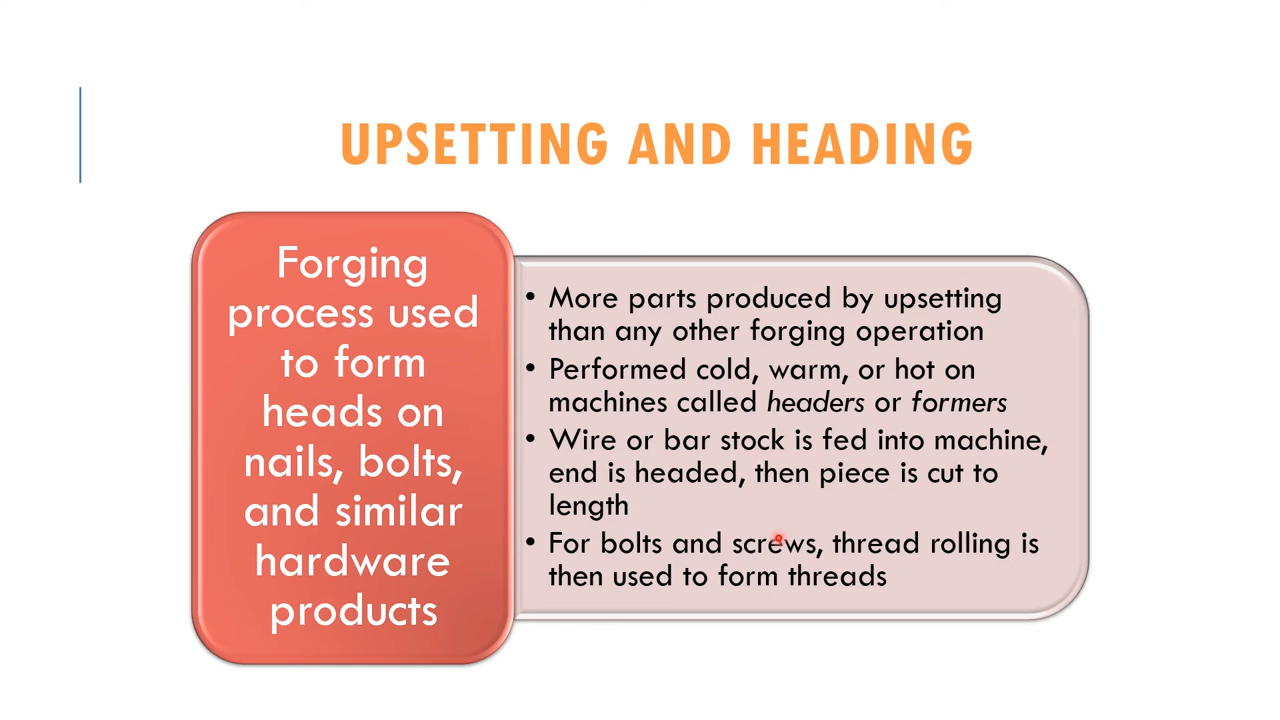 UPSETTING AND HEADING
Forging
process used
to form
heads on
nails, bolts,
and similar
hardware
products
• More parts produced by upsetting
than any other forging operation
• Performed cold, warm, or hot on
machines called headers or formers
• Wire or bar stock is fed into machine,
end is headed, then piece is cut to
length
• For bolts and screws, thread rolling is
then used to form threads